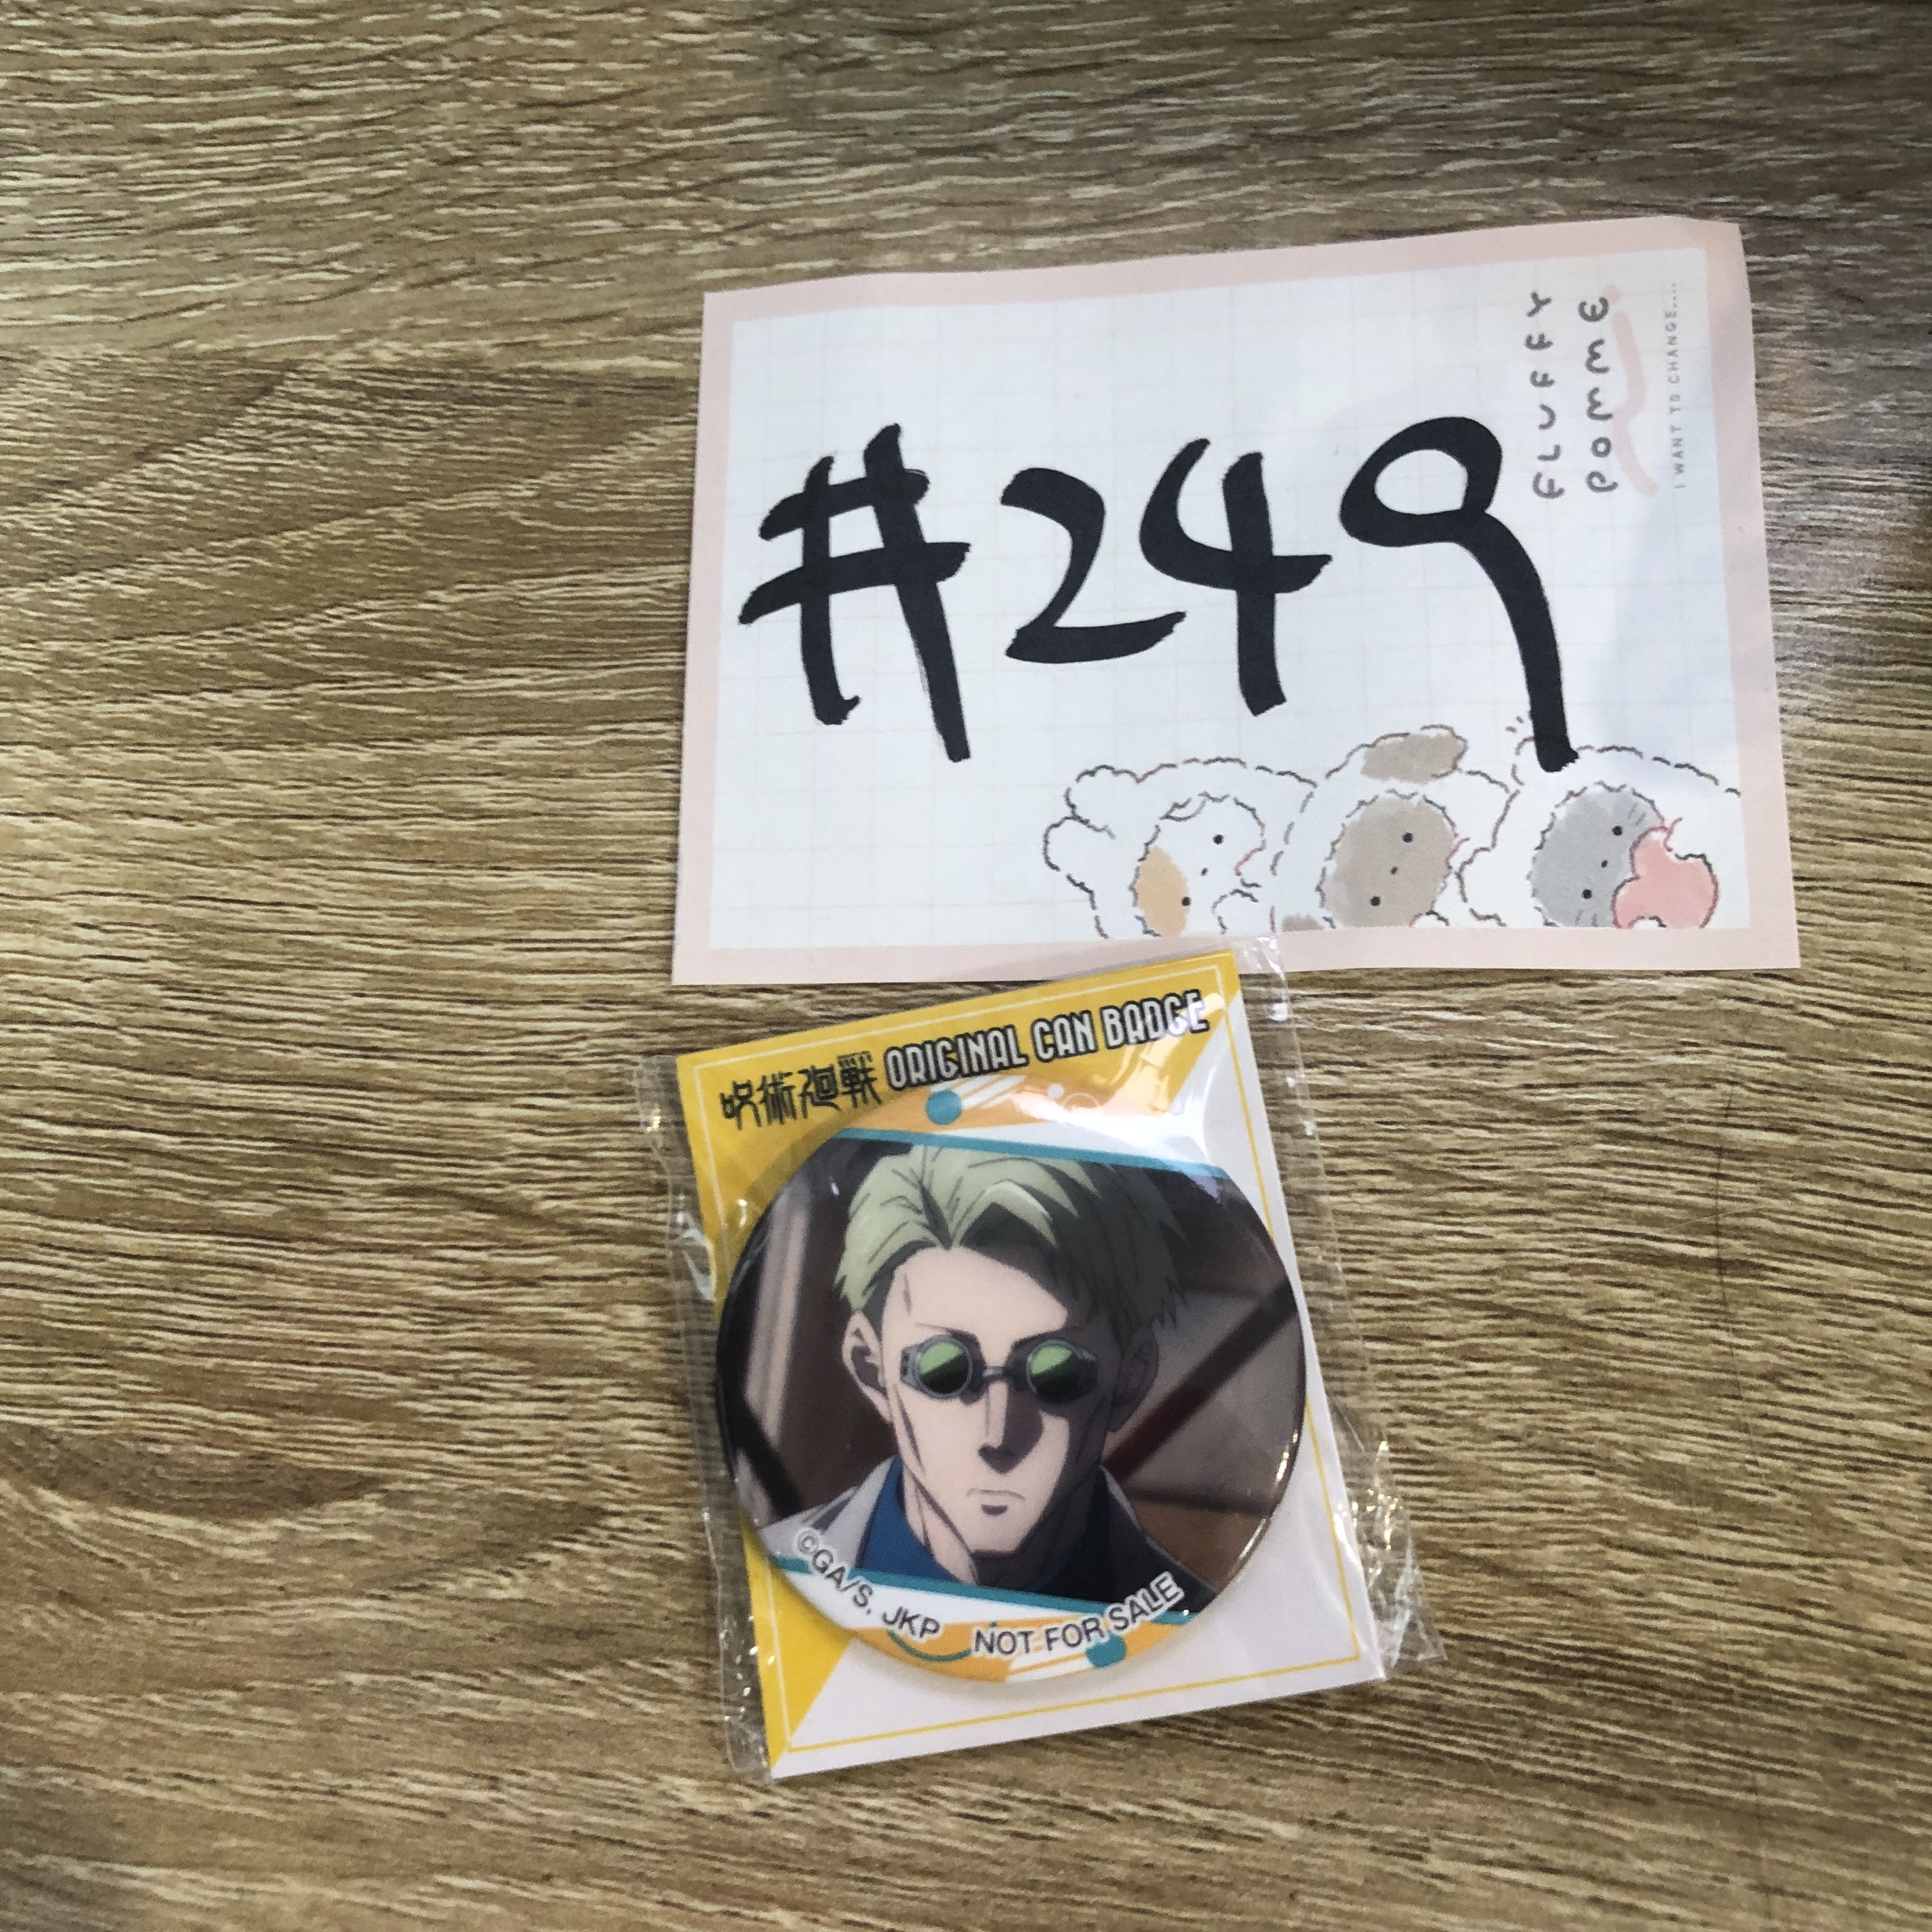 #249
FLUFFY
POMME
I WANT TO CHANGE....
呪術廻戦 ORIGINAL CAN BADGE
©GA/S, JKP NOT FOR SALE